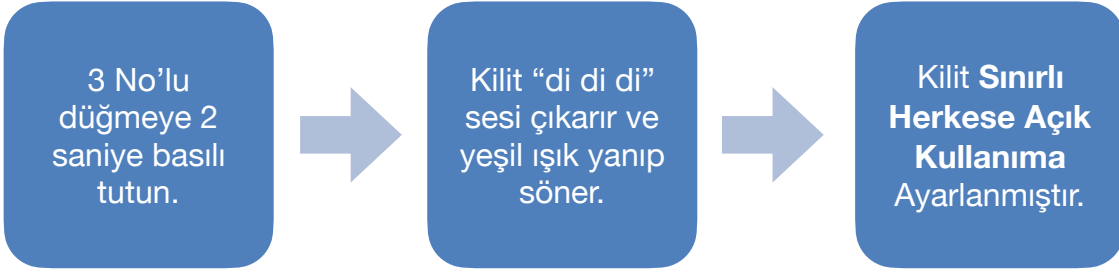 3 No’lu
düğmeye 2
saniye basılı
tutun.
Kilit “di di di”
sesi çıkarır ve
yeşil ışık yanıp
söner.
Kilit Sınırlı
Herkese Açık
Kullanıma
Ayarlanmıştır.